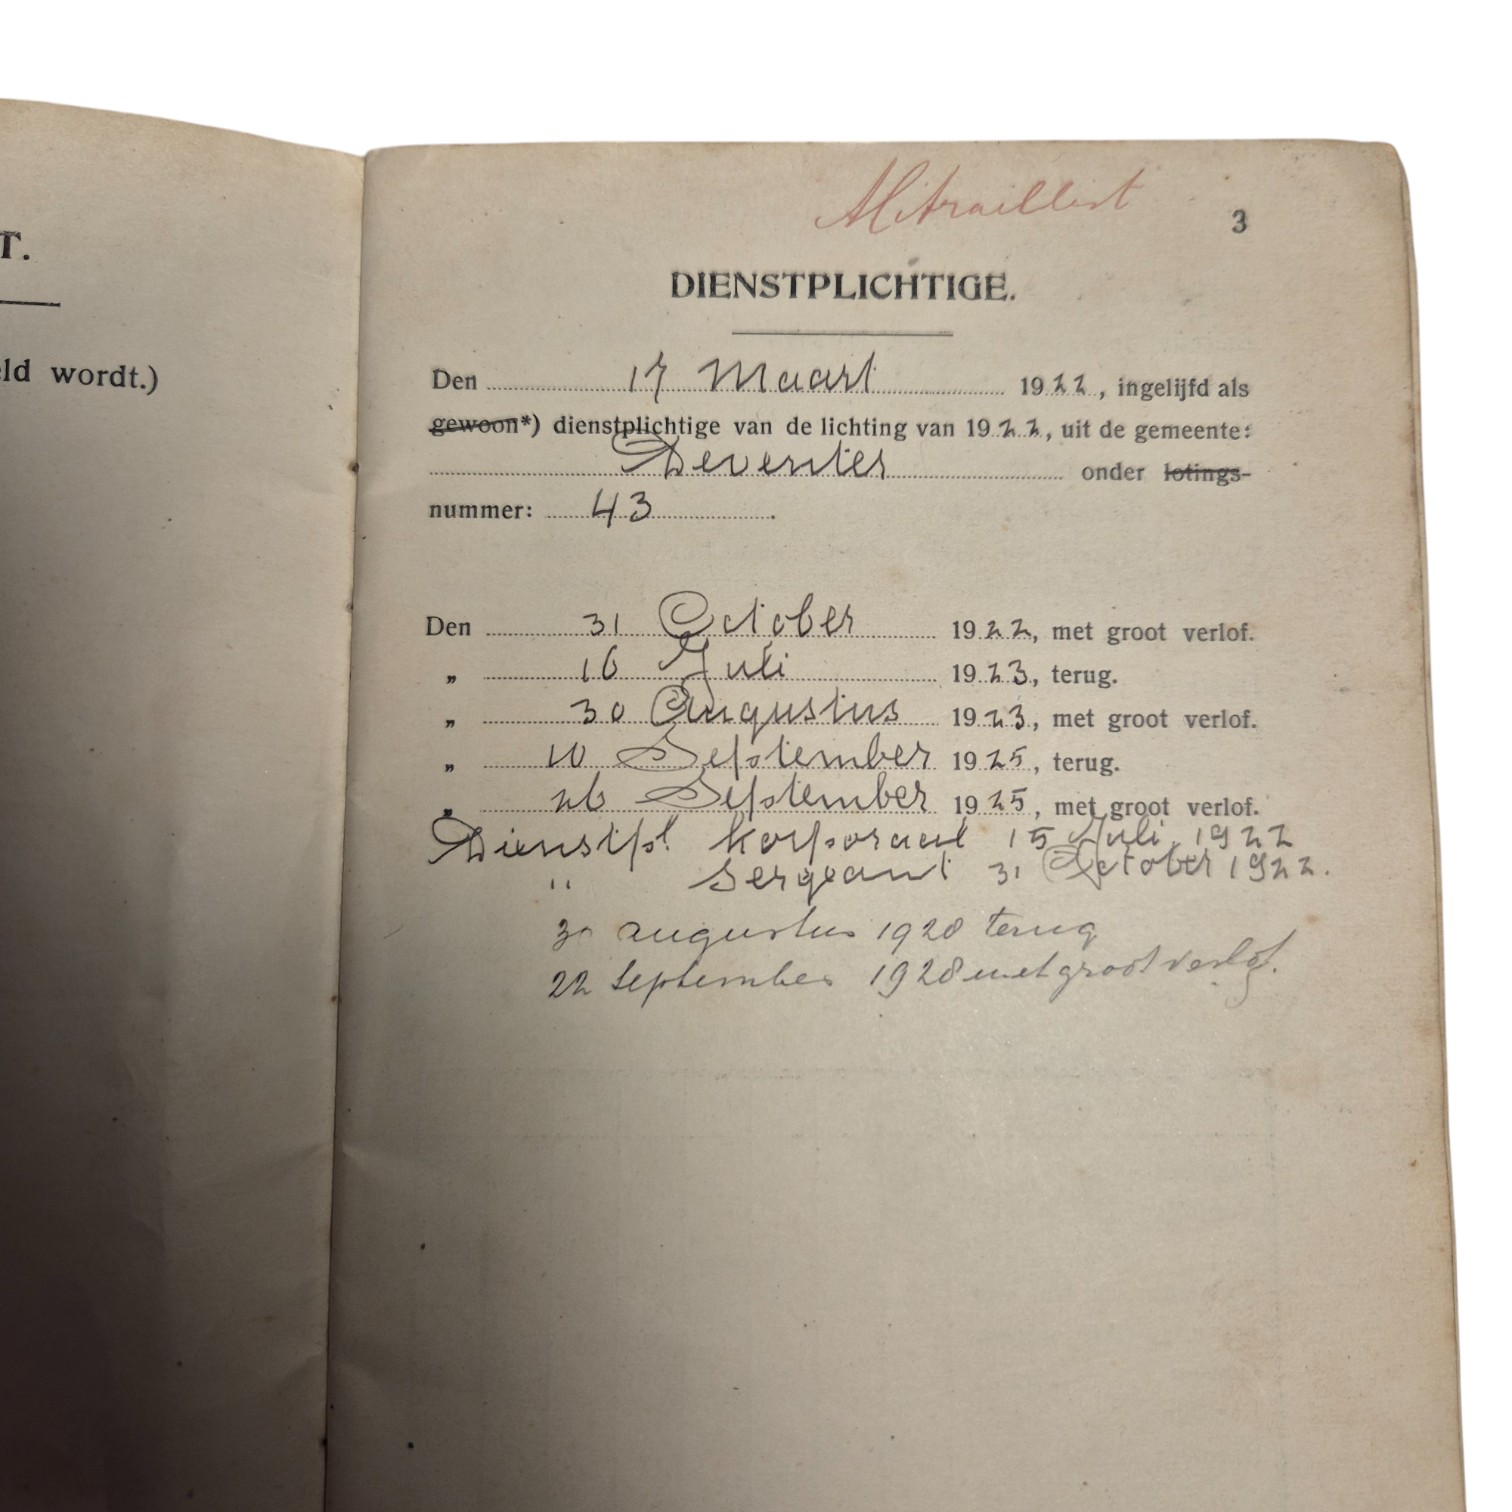 T.
eld wordt.)
Mitraillist
3
DIENSTPLICHTIGE.
Den 17 Maart 1922, ingelijfd als
gewoon*) dienstplichtige van de lichting van 1922, uit de gemeente:
Deventer onder lotings-
nummer: 43.
Den 31 October 1922, met groot verlof.
„ 16 Juli 1923, terug.
„ 30 Augustus 1923, met groot verlof.
„ 10 September 1925, terug.
„ 26 September 1925, met groot verlof.
Dienstpl. korporaal 15 Juli 1922
" sergeant 31 October 1922.
30 augustus 1928 terug
22 September 1928 met groot verlof.